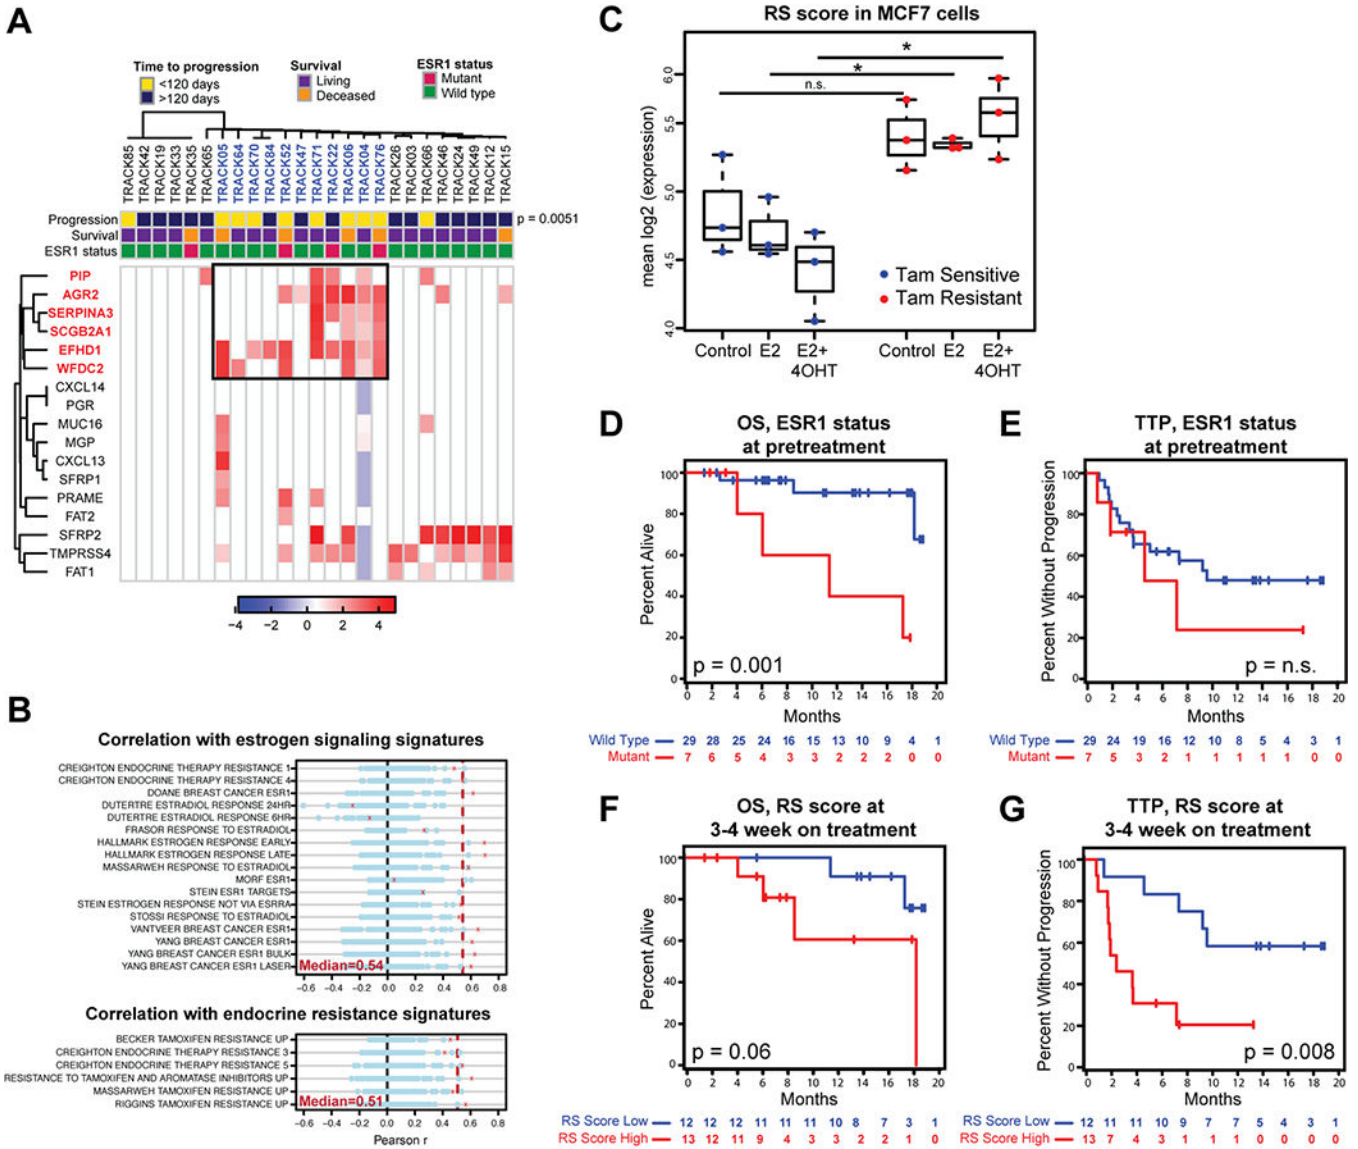 A
Time to progression
<120 days
>120 days
Survival
Living
Deceased
ESR1 status
Mutant
Wild type
TRACK85
TRACK42
TRACK19
TRACK33
TRACK35
TRACK65
TRACK05
TRACK64
TRACK70
TRACK84
TRACK52
TRACK47
TRACK71
TRACK22
TRACK06
TRACK04
TRACK76
TRACK26
TRACK03
TRACK66
TRACK46
TRACK24
TRACK49
TRACK12
TRACK15
Progression
p = 0.0051
Survival
ESR1 status
PIP
AGR2
SERPINA3
SCGB2A1
EFHD1
WFDC2
CXCL14
PGR
MUC16
MGP
CXCL13
SFRP1
PRAME
FAT2
SFRP2
TMPRSS4
FAT1
−4 −2 0 2 4
B
Correlation with estrogen signaling signatures
CREIGHTON ENDOCRINE THERAPY RESISTANCE 1
CREIGHTON ENDOCRINE THERAPY RESISTANCE 4
DOANE BREAST CANCER ESR1
DUTERTRE ESTRADIOL RESPONSE 24HR
DUTERTRE ESTRADIOL RESPONSE 6HR
FRASOR RESPONSE TO ESTRADIOL
HALLMARK ESTROGEN RESPONSE EARLY
HALLMARK ESTROGEN RESPONSE LATE
MASSARWEH RESPONSE TO ESTRADIOL
MORF ESR1
STEIN ESR1 TARGETS
STEIN ESTROGEN RESPONSE NOT VIA ESRRA
STOSSI RESPONSE TO ESTRADIOL
VANTVEER BREAST CANCER ESR1
YANG BREAST CANCER ESR1
YANG BREAST CANCER ESR1 BULK
YANG BREAST CANCER ESR1 LASER
Median=0.54
−0.6 −0.4 −0.2 0.0 0.2 0.4 0.6 0.8
Correlation with endocrine resistance signatures
BECKER TAMOXIFEN RESISTANCE UP
CREIGHTON ENDOCRINE THERAPY RESISTANCE 3
CREIGHTON ENDOCRINE THERAPY RESISTANCE 5
RESISTANCE TO TAMOXIFEN AND AROMATASE INHIBITORS UP
MASSARWEH TAMOXIFEN RESISTANCE UP
RIGGINS TAMOXIFEN RESISTANCE UP
Median=0.51
−0.6 −0.4 −0.2 0.0 0.2 0.4 0.6 0.8
Pearson r
C
RS score in MCF7 cells
mean log2 (expression)
6.0
5.5
5.0
4.5
4.0
*
*
n.s.
Tam Sensitive
Tam Resistant
Control E2 E2+ 4OHT
Control E2 E2+ 4OHT
D
OS, ESR1 status
at pretreatment
Percent Alive
100
80
60
40
20
0
p = 0.001
0 2 4 6 8 10 12 14 16 18 20
Months
Wild Type 29 28 25 24 16 15 13 10 9 4 1
Mutant 7 6 5 4 3 3 2 2 2 0 0
E
TTP, ESR1 status
at pretreatment
Percent Without Progression
100
80
60
40
20
0
p = n.s.
0 2 4 6 8 10 12 14 16 18 20
Months
Wild Type 29 24 19 16 12 10 8 5 4 3 1
Mutant 7 5 3 2 1 1 1 1 1 0 0
F
OS, RS score at
3-4 week on treatment
Percent Alive
100
80
60
40
20
0
p = 0.06
0 2 4 6 8 10 12 14 16 18 20
Months
RS Score Low 12 12 12 11 11 11 10 8 7 3 1
RS Score High 13 12 11 9 4 3 3 2 2 1 0
G
TTP, RS score at
3-4 week on treatment
Percent Without Progression
100
80
60
40
20
0
p = 0.008
0 2 4 6 8 10 12 14 16 18 20
Months
RS Score Low 12 11 11 10 9 7 7 5 4 3 1
RS Score High 13 7 4 3 1 1 1 0 0 0 0